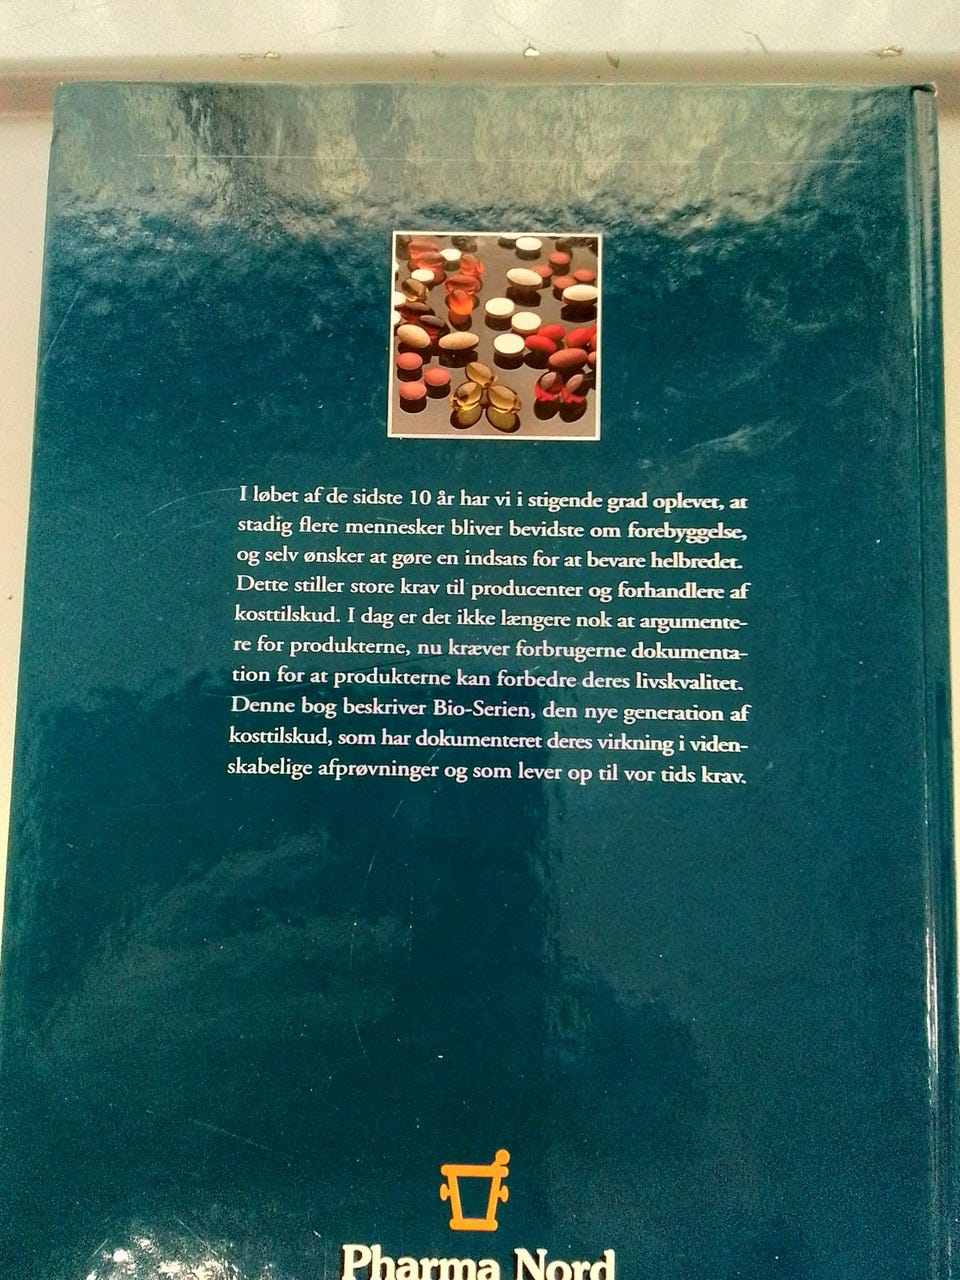 I løbet af de sidste 10 år har vi i stigende grad oplevet, at
stadig flere mennesker bliver bevidste om forebyggelse,
og selv ønsker at gøre en indsats for at bevare helbredet.
Dette stiller store krav til producenter og forhandlere af
kosttilskud. I dag er det ikke længere nok at argumente-
re for produkterne, nu kræver forbrugerne dokumenta-
tion for at produkterne kan forbedre deres livskvalitet.
Denne bog beskriver Bio-Serien, den nye generation af
kosttilskud, som har dokumenteret deres virkning i viden-
skabelige afprøvninger og som lever op til vor tids krav.
Pharma Nord